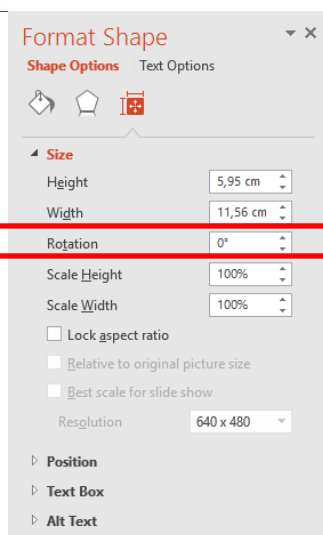 Format Shape
Shape Options Text Options
Size
Height 5,95 cm
Width 11,56 cm
Rotation 0°
Scale Height 100%
Scale Width 100%
Lock aspect ratio
Relative to original picture size
Best scale for slide show
Resolution 640 x 480
Position
Text Box
Alt Text